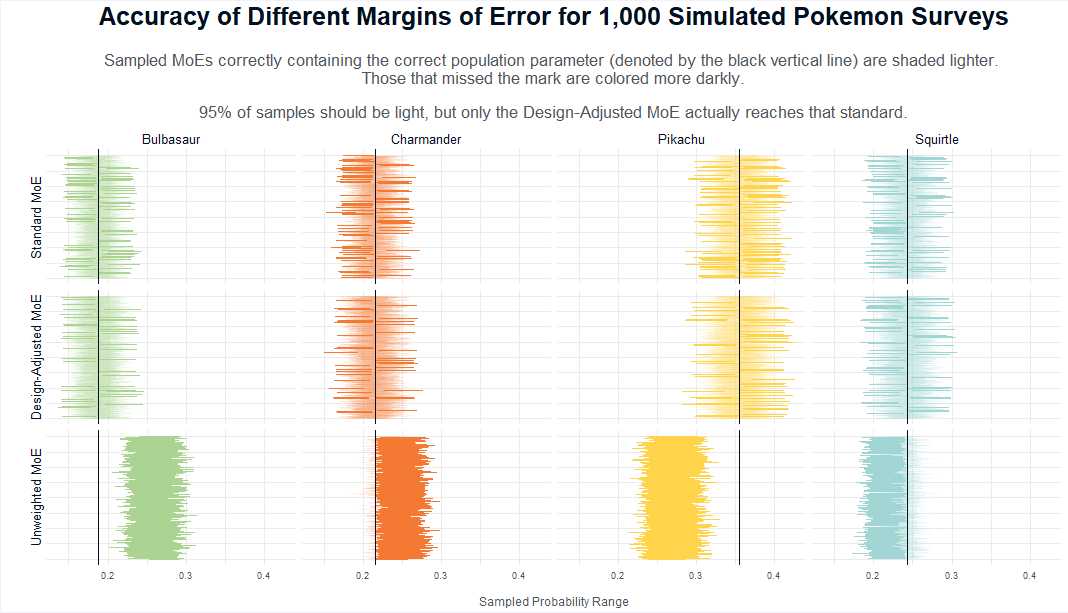 Accuracy of Different Margins of Error for 1,000 Simulated Pokemon Surveys
Sampled MoEs correctly containing the correct population parameter (denoted by the black vertical line) are shaded lighter.
Those that missed the mark are colored more darkly.
95% of samples should be light, but only the Design-Adjusted MoE actually reaches that standard.
Bulbasaur Charmander Pikachu Squirtle
Standard MoE
Design-Adjusted MoE
Unweighted MoE
0.2 0.3 0.4 0.2 0.3 0.4 0.2 0.3 0.4 0.2 0.3 0.4
Sampled Probability Range